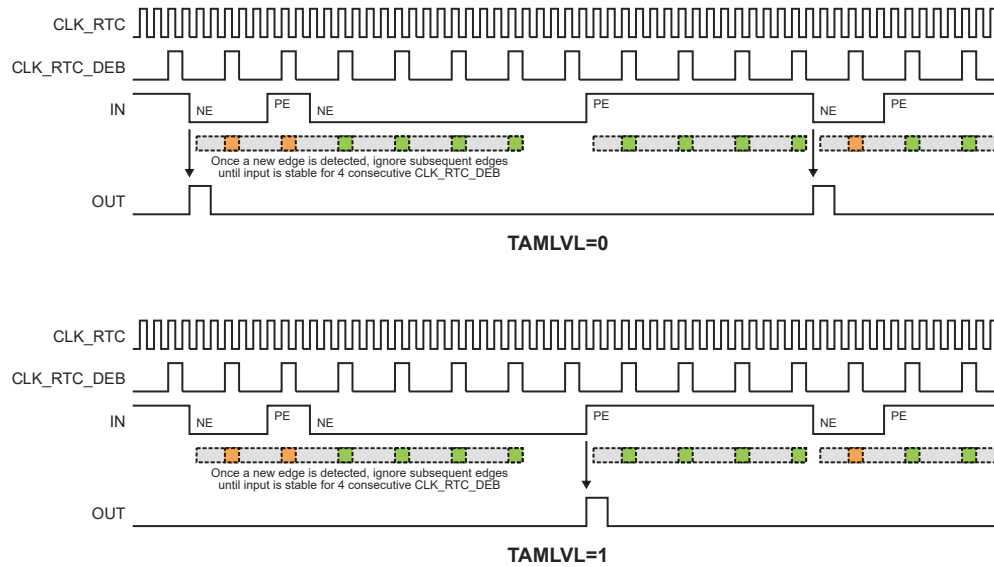 CLK_RTC
CLK_RTC_DEB
IN
NE
PE
NE
PE
NE
PE
Once a new edge is detected, ignore subsequent edges
until input is stable for 4 consecutive CLK_RTC_DEB
OUT
TAMLVL=0
CLK_RTC
CLK_RTC_DEB
IN
NE
PE
NE
PE
NE
PE
Once a new edge is detected, ignore subsequent edges
until input is stable for 4 consecutive CLK_RTC_DEB
OUT
TAMLVL=1